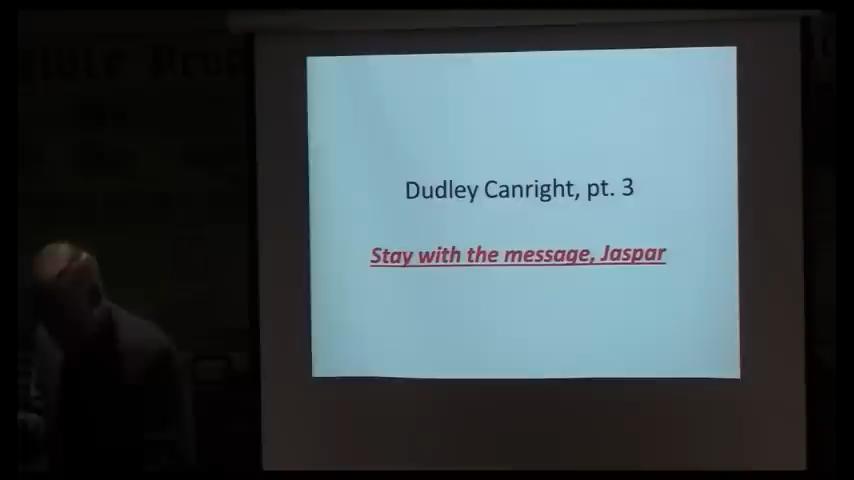 Dudley Canright, pt. 3
Stay with the message, Jaspar